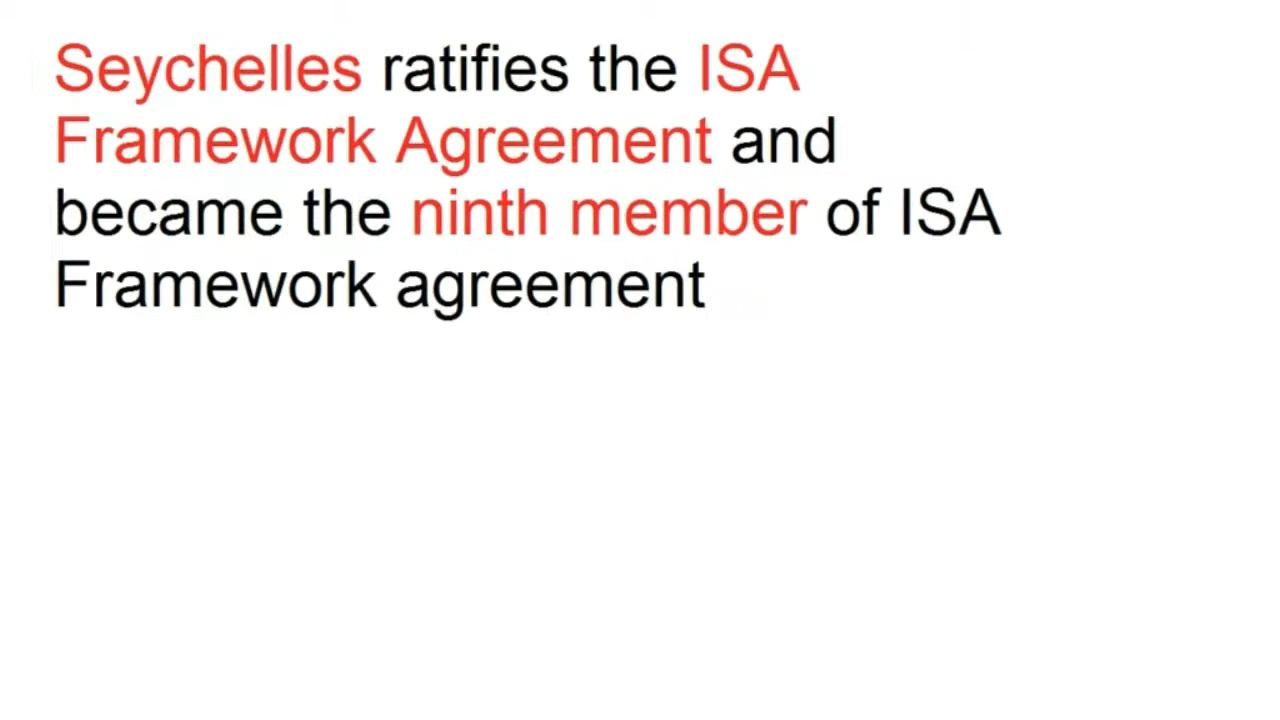 Seychelles ratifies the ISA
Framework Agreement and
became the ninth member of ISA
Framework agreement